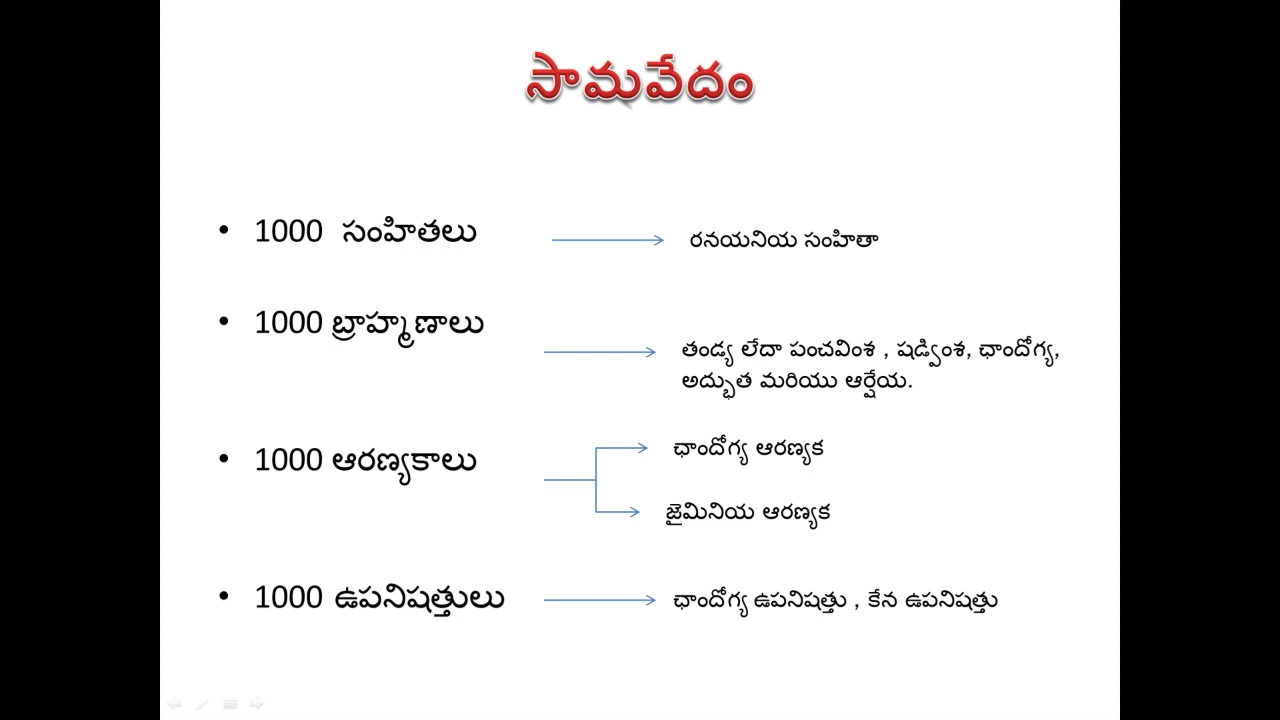 సామవేదం
• 1000 సంహితలు
రనయనియ సంహితా
• 1000 బ్రాహ్మణాలు
తండ్య లేదా పంచవింశ , షడ్వింశ, ఛాందోగ్య,
అద్భుత మరియు ఆర్షేయ.
• 1000 ఆరణ్యకాలు
ఛాందోగ్య ఆరణ్యక
జైమినియ ఆరణ్యక
• 1000 ఉపనిషత్తులు
ఛాందోగ్య ఉపనిషత్తు , కేన ఉపనిషత్తు